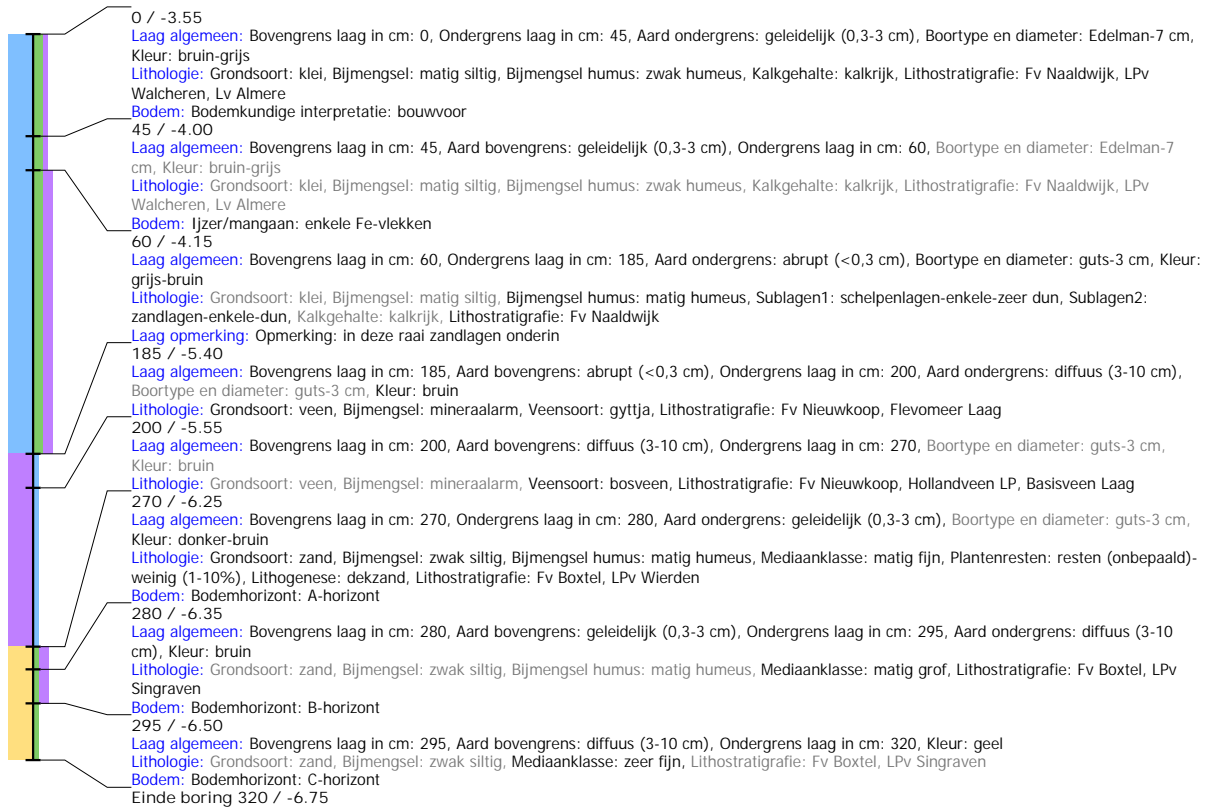 0 / -3.55
Laag algemeen: Bovengrens laag in cm: 0, Ondergrens laag in cm: 45, Aard ondergrens: geleidelijk (0,3-3 cm), Boortype en diameter: Edelman-7 cm,
Kleur: bruin-grijs
Lithologie: Grondsoort: klei, Bijmengsel: matig siltig, Bijmengsel humus: zwak humeus, Kalkgehalte: kalkrijk, Lithostratigrafie: Fv Naaldwijk, LPv
Walcheren, Lv Almere
Bodem: Bodemkundige interpretatie: bouwvoor
45 / -4.00
Laag algemeen: Bovengrens laag in cm: 45, Aard bovengrens: geleidelijk (0,3-3 cm), Ondergrens laag in cm: 60, Boortype en diameter: Edelman-7
cm, Kleur: bruin-grijs
Lithologie: Grondsoort: klei, Bijmengsel: matig siltig, Bijmengsel humus: zwak humeus, Kalkgehalte: kalkrijk, Lithostratigrafie: Fv Naaldwijk, LPv
Walcheren, Lv Almere
Bodem: Ijzer/mangaan: enkele Fe-vlekken
60 / -4.15
Laag algemeen: Bovengrens laag in cm: 60, Ondergrens laag in cm: 185, Aard ondergrens: abrupt (<0,3 cm), Boortype en diameter: guts-3 cm, Kleur:
grijs-bruin
Lithologie: Grondsoort: klei, Bijmengsel: matig siltig, Bijmengsel humus: matig humeus, Sublagen1: schelpenlagen-enkele-zeer dun, Sublagen2:
zandlagen-enkele-dun, Kalkgehalte: kalkrijk, Lithostratigrafie: Fv Naaldwijk
Laag opmerking: Opmerking: in deze raai zandlagen onderin
185 / -5.40
Laag algemeen: Bovengrens laag in cm: 185, Aard bovengrens: abrupt (<0,3 cm), Ondergrens laag in cm: 200, Aard ondergrens: diffuus (3-10 cm),
Boortype en diameter: guts-3 cm, Kleur: bruin
Lithologie: Grondsoort: veen, Bijmengsel: mineraalarm, Veensoort: gyttja, Lithostratigrafie: Fv Nieuwkoop, Flevomeer Laag
200 / -5.55
Laag algemeen: Bovengrens laag in cm: 200, Aard bovengrens: diffuus (3-10 cm), Ondergrens laag in cm: 270, Boortype en diameter: guts-3 cm,
Kleur: bruin
Lithologie: Grondsoort: veen, Bijmengsel: mineraalarm, Veensoort: bosveen, Lithostratigrafie: Fv Nieuwkoop, Hollandveen LP, Basisveen Laag
270 / -6.25
Laag algemeen: Bovengrens laag in cm: 270, Ondergrens laag in cm: 280, Aard ondergrens: geleidelijk (0,3-3 cm), Boortype en diameter: guts-3 cm,
Kleur: donker-bruin
Lithologie: Grondsoort: zand, Bijmengsel: zwak siltig, Bijmengsel humus: matig humeus, Mediaanklasse: matig fijn, Plantenresten: resten (onbepaald)-
weinig (1-10%), Lithogenese: dekzand, Lithostratigrafie: Fv Boxtel, LPv Wierden
Bodem: Bodemhorizont: A-horizont
280 / -6.35
Laag algemeen: Bovengrens laag in cm: 280, Aard bovengrens: geleidelijk (0,3-3 cm), Ondergrens laag in cm: 295, Aard ondergrens: diffuus (3-10
cm), Kleur: bruin
Lithologie: Grondsoort: zand, Bijmengsel: zwak siltig, Bijmengsel humus: matig humeus, Mediaanklasse: matig grof, Lithostratigrafie: Fv Boxtel, LPv
Singraven
Bodem: Bodemhorizont: B-horizont
295 / -6.50
Laag algemeen: Bovengrens laag in cm: 295, Aard bovengrens: diffuus (3-10 cm), Ondergrens laag in cm: 320, Kleur: geel
Lithologie: Grondsoort: zand, Bijmengsel: zwak siltig, Mediaanklasse: zeer fijn, Lithostratigrafie: Fv Boxtel, LPv Singraven
Bodem: Bodemhorizont: C-horizont
Einde boring 320 / -6.75